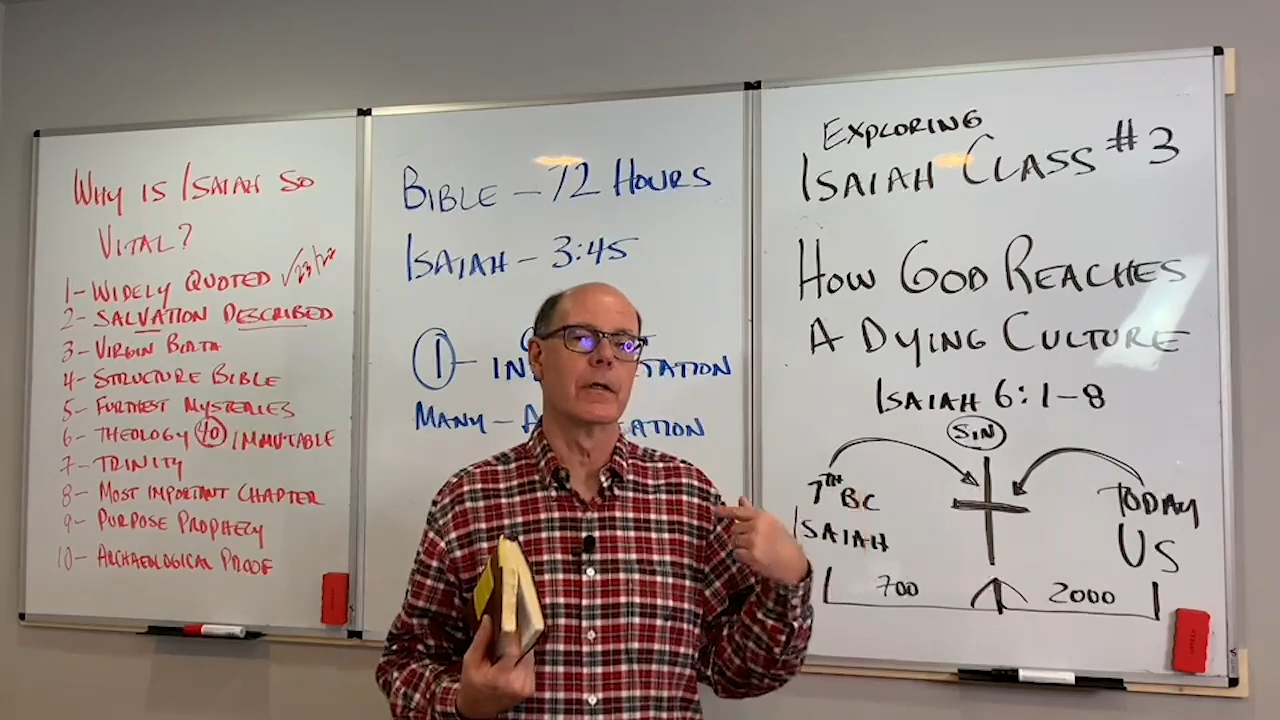 WHY IS ISAIAH SO
VITAL?
1- WIDELY QUOTED
2- SALVATION DESCRIBED
3- VIRGIN BIRTH
4- STRUCTURE BIBLE
5- FURTHEST MYSTERIES
6- THEOLOGY 40 / IMMUTABLE
7- TRINITY
8- MOST IMPORTANT CHAPTER
9- PURPOSE PROPHECY
10- ARCHAEOLOGICAL PROOF
BIBLE - 72 HOURS
ISAIAH - 3:45
1 -
MANY -
EXPLORING
ISAIAH CLASS #3
HOW GOD REACHES
A DYING CULTURE
ISAIAH 6:1-8
SIN
7TH BC
ISAIAH
TODAY
US
700
2000